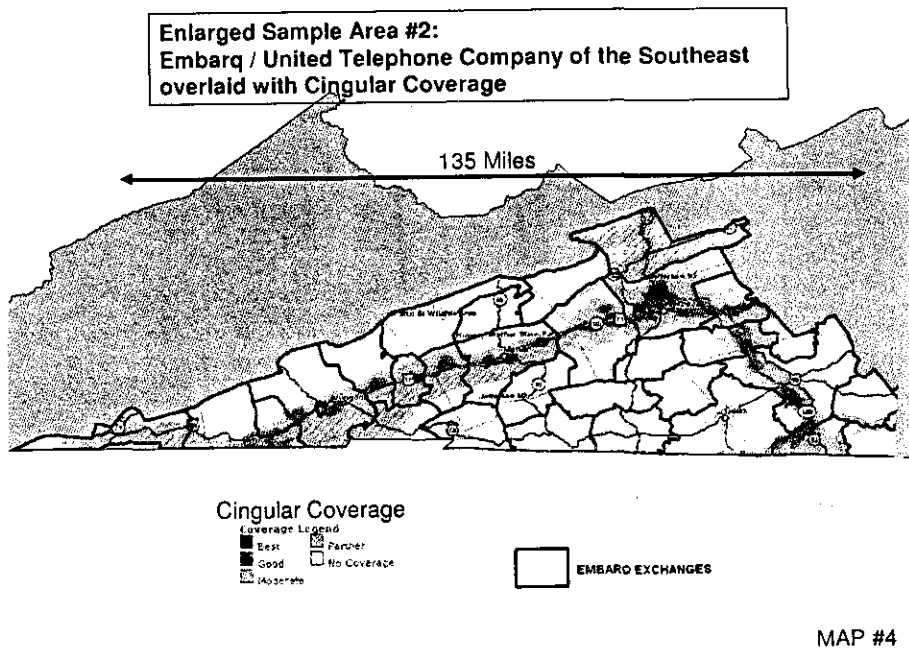 Enlarged Sample Area #2:
Embarq / United Telephone Company of the Southeast
overlaid with Cingular Coverage
135 Miles
Cingular Coverage
Coverage Legend
Best
Partner
Good
No Coverage
Moderate
EMBARQ EXCHANGES
MAP #4